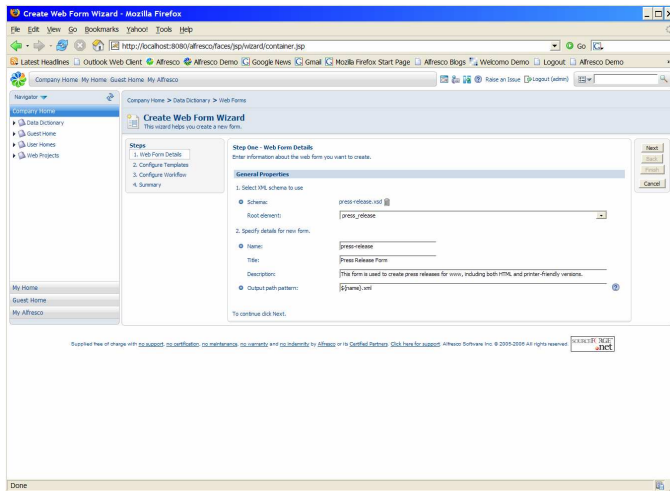 Create Web Form Wizard - Mozilla Firefox
File Edit View Go Bookmarks Yahoo! Tools Help
http://localhost:8080/alfresco/faces/jsp/wizard/container.jsp Go
Latest Headlines Outlook Web Client Alfresco Alfresco Demo Google News Gmail Mozilla Firefox Start Page Alfresco Blogs Welcomo Demo Logout Alfresco Demo
Company Home My Home Guest Home My Alfresco Raise an Issue Logout (admin)
Navigator
Company Home > Data Dictionary > Web Forms
Company Home
Data Dictionary
Guest Home
User Homes
Web Projects
Create Web Form Wizard
This wizard helps you create a new form.
Steps
1. Web Form Details
2. Configure Templates
3. Configure Workflow
4. Summary
Step One - Web Form Details
Enter information about the web form you want to create.
General Properties
1. Select XML schema to use
Schema: press-release.xsd
Root element: press_release
2. Specify details for new form.
Name: press-release
Title: Press Release Form
Description: This form is used to create press releases for www, including both HTML and printer-friendly versions.
Output path pattern: ${name}.xml
To continue click Next.
Next
Back
Finish
Cancel
My Home
Guest Home
My Alfresco
Supplied free of charge with no support, no certification, no maintenance, no warranty and no indemnity by Alfresco or its Certified Partners. Click here for support. Alfresco Software Inc. © 2005-2006 All rights reserved.
SOURCEFORGE
.net
Done